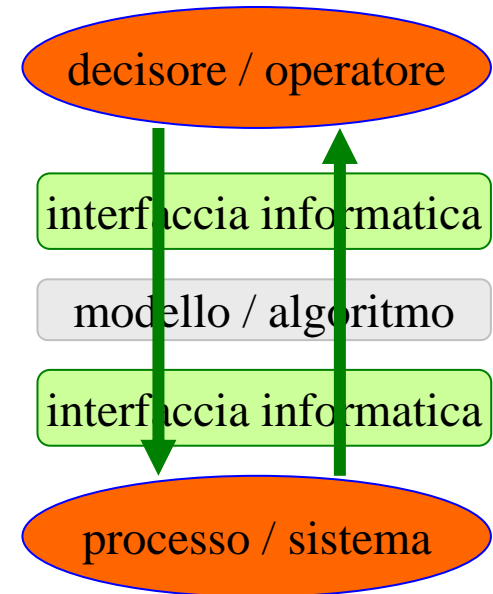 decisore / operatore
interfaccia informatica
modello / algoritmo
interfaccia informatica
processo / sistema